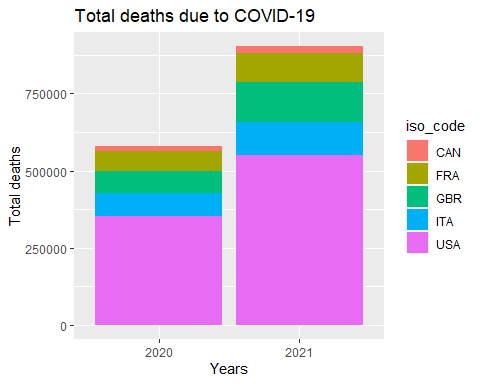 Total deaths due to COVID-19
Total deaths
750000
500000
250000
0
2020
2021
Years
iso_code
CAN
FRA
GBR
ITA
USA